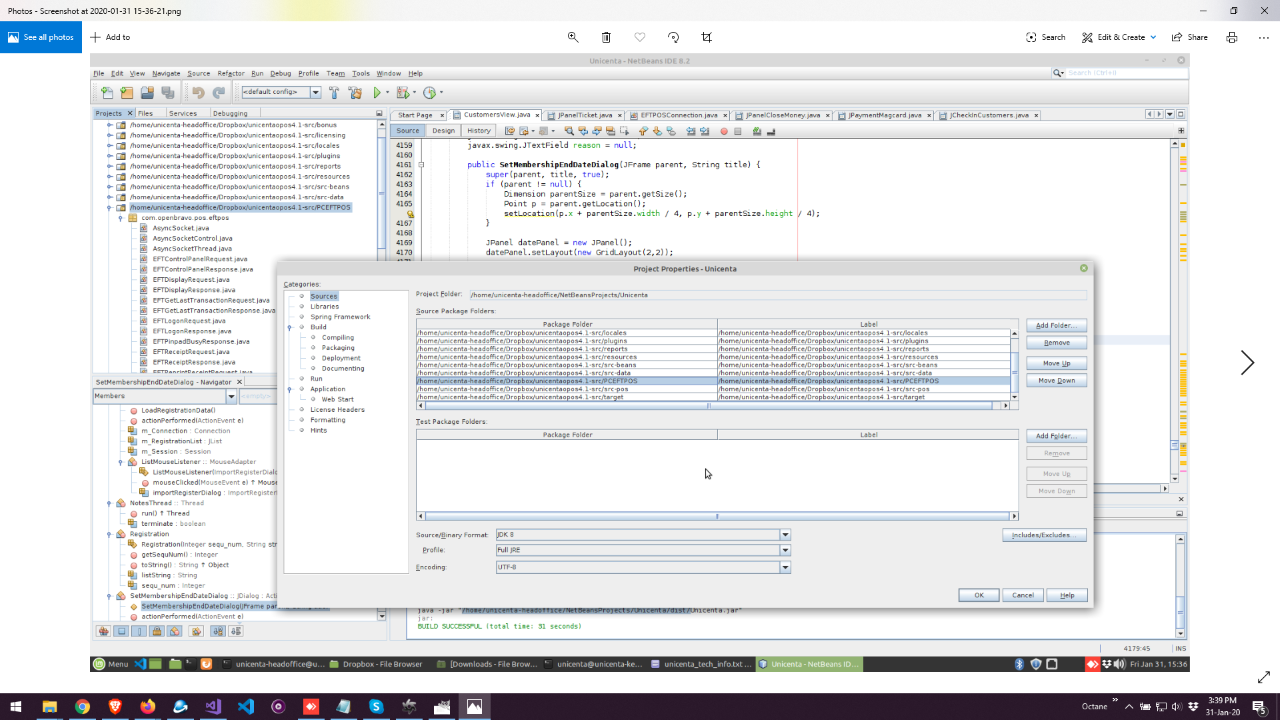 Photos - Screenshot at 2020-01-31 15-36-21.png
See all photos
Add to
Search
Edit & Create
Share
Unicenta - NetBeans IDE 8.2
File Edit View Navigate Source Refactor Run Debug Profile Team Tools Window Help
Search (Ctrl+I)
<default config>
Projects Files Services Debugging
Start Page CustomersView.java JPanelTicket.java EFTPOSConnection.java JPanelCloseMoney.java JPaymentMagcard.java JCheckInCustomers.java
Source Design History
/home/unicenta-headoffice/Dropbox/unicentaopos4.1-src/bonus
/home/unicenta-headoffice/Dropbox/unicentaopos4.1-src/licensing
/home/unicenta-headoffice/Dropbox/unicentaopos4.1-src/locales
/home/unicenta-headoffice/Dropbox/unicentaopos4.1-src/plugins
/home/unicenta-headoffice/Dropbox/unicentaopos4.1-src/reports
/home/unicenta-headoffice/Dropbox/unicentaopos4.1-src/resources
/home/unicenta-headoffice/Dropbox/unicentaopos4.1-src/src-beans
/home/unicenta-headoffice/Dropbox/unicentaopos4.1-src/src-data
/home/unicenta-headoffice/Dropbox/unicentaopos4.1-src/PCEFTPOS
com.openbravo.pos.eftpos
AsyncSocket.java
AsyncSocketControl.java
AsyncSocketThread.java
EFTControlPanelRequest.java
EFTControlPanelResponse.java
EFTDisplayRequest.java
EFTDisplayResponse.java
EFTGetLastTransactionRequest.java
EFTGetLastTransactionResponse.java
EFTLogonRequest.java
EFTLogonResponse.java
EFTPinpadBusyResponse.java
EFTReceiptRequest.java
EFTReceiptResponse.java
EFTReprintReceiptRequest.java
4159 javax.swing.JTextField reason = null;
4160
4161 public SetMembershipEndDateDialog(JFrame parent, String title) {
4162 super(parent, title, true);
4163 if (parent != null) {
4164 Dimension parentSize = parent.getSize();
4165 Point p = parent.getLocation();
setLocation(p.x + parentSize.width / 4, p.y + parentSize.height / 4);
4167 }
4168
4169 JPanel datePanel = new JPanel();
4170 datePanel.setLayout(new GridLayout(2,2));
SetMembershipEndDateDialog - Navigator
Members
LoadRegistrationData()
actionPerformed(ActionEvent e)
m_Connection : Connection
m_RegistrationList : JList
m_Session : Session
ListMouseListener :: MouseAdapter
ListMouseListener(ImportRegisterDialo
mouseClicked(MouseEvent e) ↑ Mous
importRegisterDialog : ImportRegister
NotesThread :: Thread
run() ↑ Thread
terminate : boolean
Registration
Registration(Integer sequ_num, String str
getSequNum() : Integer
toString() : String ↑ Object
listString : String
sequ_num : Integer
SetMembershipEndDateDialog :: JDialog : Acti
SetMembershipEndDateDialog(JFrame par
actionPerformed(ActionEvent e)
Project Properties - Unicenta
Categories:
Sources
Libraries
Spring Framework
Build
Compiling
Packaging
Deployment
Documenting
Run
Application
Web Start
License Headers
Formatting
Hints
Project Folder: /home/unicenta-headoffice/NetBeansProjects/Unicenta
Source Package Folders:
Package Folder Label
/home/unicenta-headoffice/Dropbox/unicentaopos4.1-src/locales /home/unicenta-headoffice/Dropbox/unicentaopos4.1-src/locales
/home/unicenta-headoffice/Dropbox/unicentaopos4.1-src/plugins /home/unicenta-headoffice/Dropbox/unicentaopos4.1-src/plugins
/home/unicenta-headoffice/Dropbox/unicentaopos4.1-src/reports /home/unicenta-headoffice/Dropbox/unicentaopos4.1-src/reports
/home/unicenta-headoffice/Dropbox/unicentaopos4.1-src/resources /home/unicenta-headoffice/Dropbox/unicentaopos4.1-src/resources
/home/unicenta-headoffice/Dropbox/unicentaopos4.1-src/src-beans /home/unicenta-headoffice/Dropbox/unicentaopos4.1-src/src-beans
/home/unicenta-headoffice/Dropbox/unicentaopos4.1-src/src-data /home/unicenta-headoffice/Dropbox/unicentaopos4.1-src/src-data
/home/unicenta-headoffice/Dropbox/unicentaopos4.1-src/PCEFTPOS /home/unicenta-headoffice/Dropbox/unicentaopos4.1-src/PCEFTPOS
/home/unicenta-headoffice/Dropbox/unicentaopos4.1-src/src-pos /home/unicenta-headoffice/Dropbox/unicentaopos4.1-src/src-pos
/home/unicenta-headoffice/Dropbox/unicentaopos4.1-src/target /home/unicenta-headoffice/Dropbox/unicentaopos4.1-src/target
Add Folder...
Remove
Move Up
Move Down
Test Package Folders:
Package Folder Label
Add Folder...
Remove
Move Up
Move Down
Source/Binary Format: JDK 8
Includes/Excludes...
Profile: Full JRE
Encoding: UTF-8
OK Cancel Help
java -jar "/home/unicenta-headoffice/NetBeansProjects/Unicenta/dist/Unicenta.jar"
jar:
BUILD SUCCESSFUL (total time: 31 seconds)
4179:45 INS
Menu unicenta-headoffice@u... Dropbox - File Browser [Downloads - File Brow... unicenta@unicenta-ke... unicenta_tech_info.txt ... Unicenta - NetBeans ID... Fri Jan 31, 15:36
Octane
3:39 PM
31-Jan-20